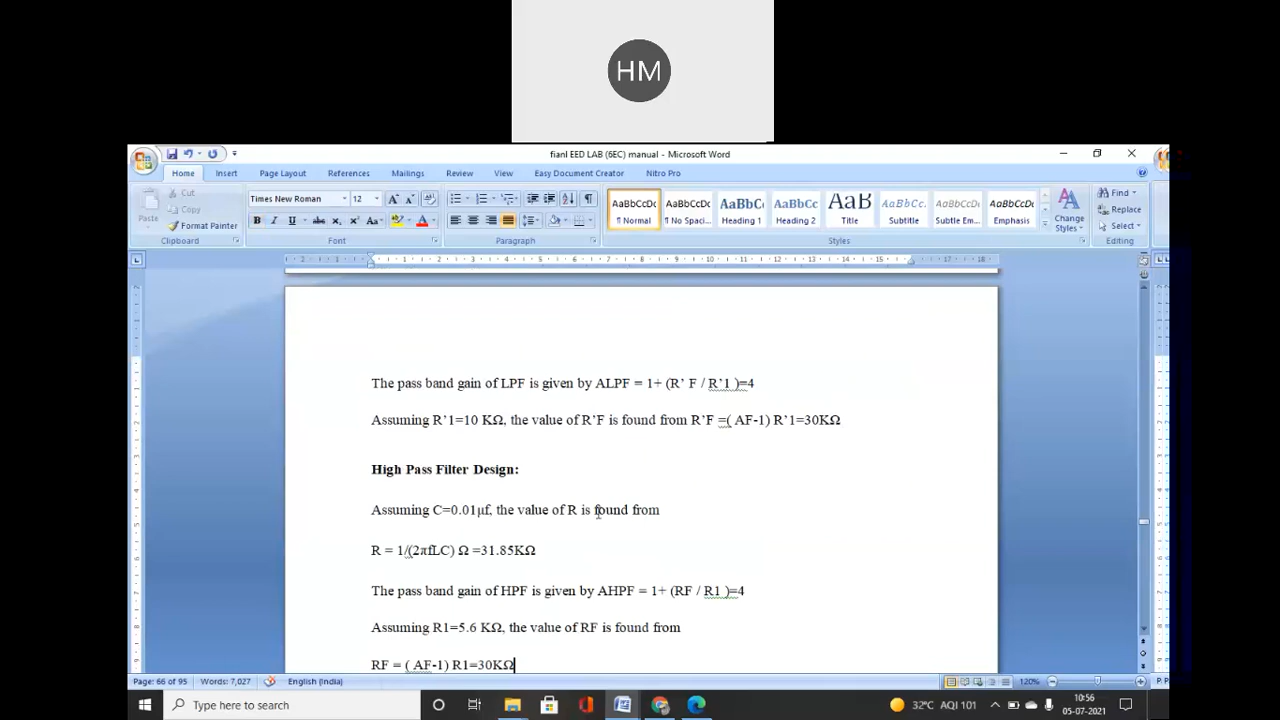 HM
fianl EED LAB (6EC) manual - Microsoft Word
Home Insert Page Layout References Mailings Review View Easy Document Creator Nitro Pro
Cut
Copy
Paste
Format Painter
Clipboard
Times New Roman 12
Font
Paragraph
AaBbCcDc AaBbCcDc AaBbC AaBbCc AaB AaBbCc. AaBbCcDc AaBbCcDc
¶ Normal ¶ No Spaci... Heading 1 Heading 2 Title Subtitle Subtle Em... Emphasis
Styles
Change Styles
Find
Replace
Select
Editing
The pass band gain of LPF is given by ALPF = 1+ (R’ F / R’1 )=4
Assuming R’1=10 KΩ, the value of R’F is found from R’F =( AF-1) R’1=30KΩ
High Pass Filter Design:
Assuming C=0.01μf, the value of R is found from
R = 1/(2πfLC) Ω =31.85KΩ
The pass band gain of HPF is given by AHPF = 1+ (RF / R1 )=4
Assuming R1=5.6 KΩ, the value of RF is found from
RF = ( AF-1) R1=30KΩ
Page: 66 of 95 Words: 7,027 English (India) 120%
Type here to search
32°C AQI 101
10:56
05-07-2021